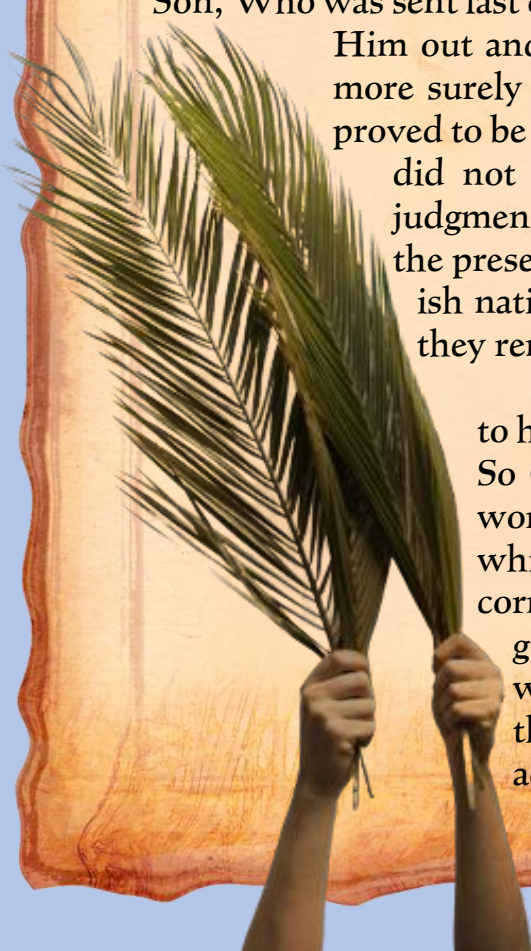 Son, Who was sent last
Him out and
more surely
proved to be
did not
judgmen
the prese
ish nati
they ren
to h
So
wor
whi
corr
g
w
th
a